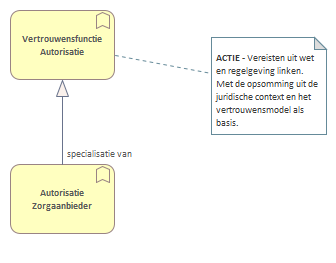 Vertrouwensfunctie
Autorisatie
ACTIE - Vereisten uit wet
en regelgeving linken.
Met de opsomming uit de
juridische context en het
vertrouwensmodel als
basis.
specialisatie van
Autorisatie
Zorgaanbieder